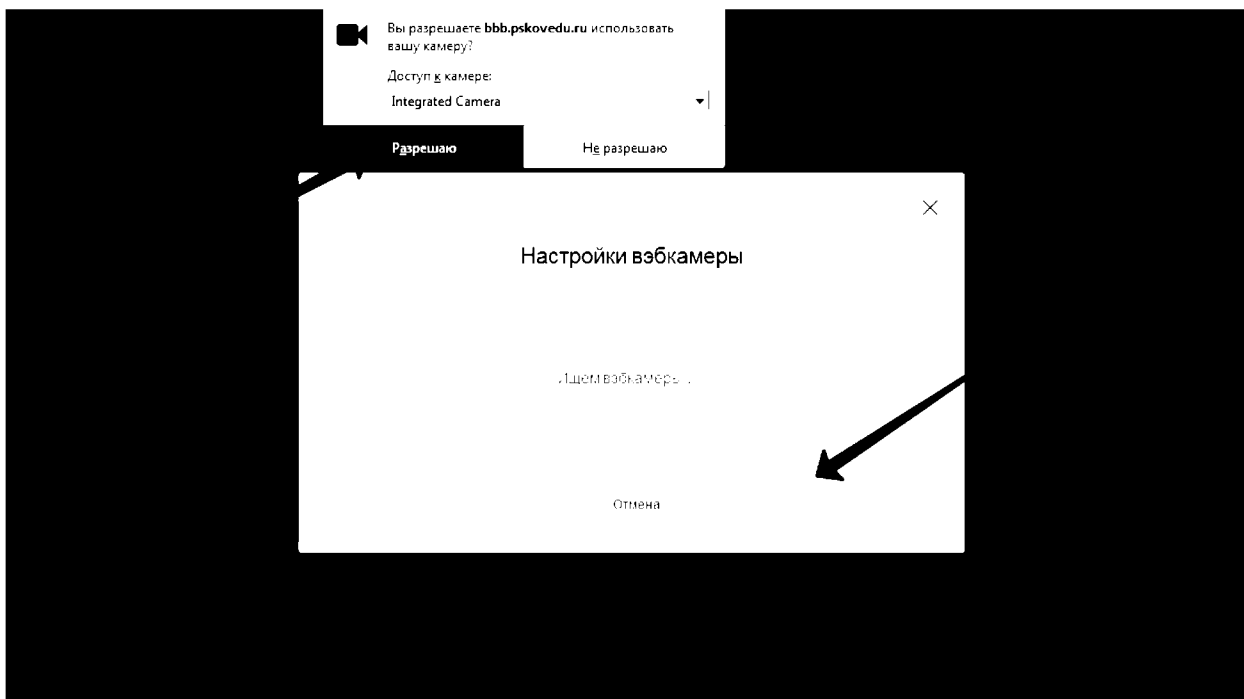 Вы разрешаете bbb.pskovedu.ru использовать
вашу камеру?
Доступ к камере:
Integrated Camera
Разрешаю
Не разрешаю
Настройки вэбкамеры
Ищем вэбкамеры ...
Отмена